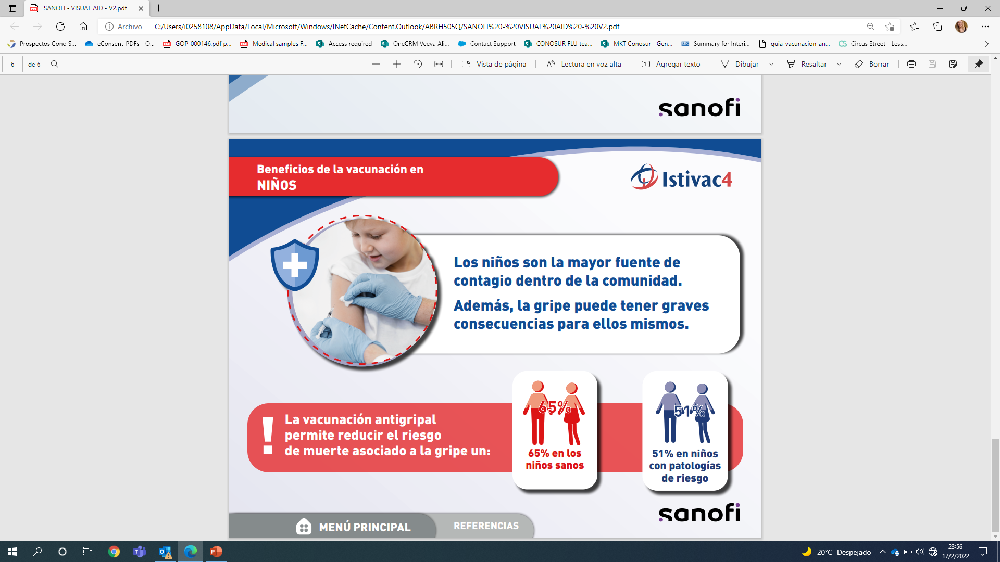 SANOFI - VISUAL AID - V2.pdf
Archivo
C:/Users/i0258108/AppData/Local/Microsoft/Windows/INetCache/Content.Outlook/ABRH505Q/SANOFI%20-%20VISUAL%20AID%20-%20V2.pdf
Prospectos Cono S...
eConsent-PDFs - O...
GOP-000146.pdf p...
Medical samples F...
Access required
OneCRM Veeva Ali...
Contact Support
CONOSUR FLU tea...
MKT Conosur - Gen...
Summary for Interi...
guia-vacunacion-an...
Circus Street - Less...
6 de 6
Vista de página
Lectura en voz alta
Agregar texto
Dibujar
Resaltar
Borrar
sanofi
Beneficios de la vacunación en
NIÑOS
Istivac4
Los niños son la mayor fuente de
contagio dentro de la comunidad.
Además, la gripe puede tener graves
consecuencias para ellos mismos.
! La vacunación antigripal
permite reducir el riesgo
de muerte asociado a la gripe un:
65%
65% en los
niños sanos
51%
51% en niños
con patologías
de riesgo
sanofi
MENÚ PRINCIPAL
REFERENCIAS
20°C Despejado
23:56
17/2/2022